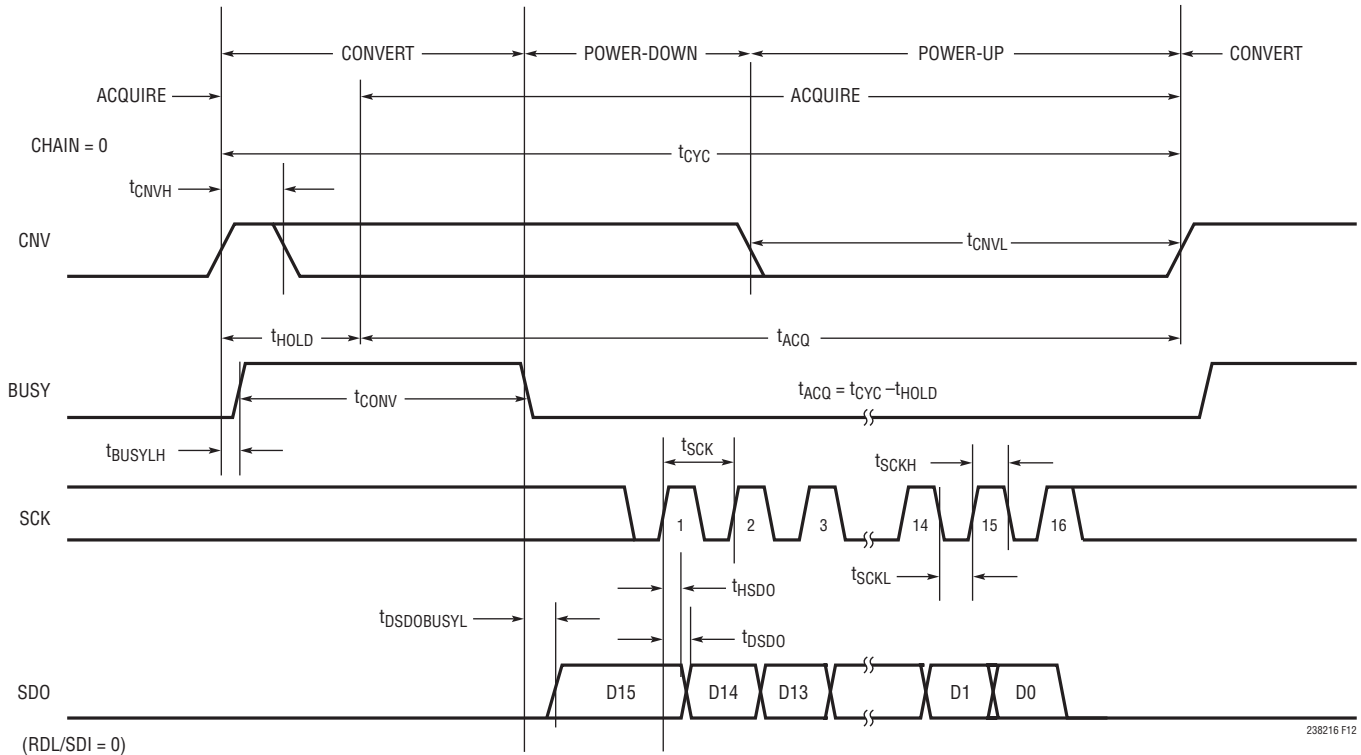 CONVERT POWER-DOWN POWER-UP CONVERT
ACQUIRE ACQUIRE
CHAIN = 0
tCYC
tCNVH
CNV
tCNVL
tHOLD tACQ
BUSY
tCONV
tACQ = tCYC –tHOLD
tBUSYLH
tSCK
tSCKH
SCK
1 2 3 14 15 16
tSCKL
tHSDO
tDSDOBUSYL
tDSDO
SDO
D15 D14 D13 D1 D0
238216 F12
(RDL/SDI = 0)